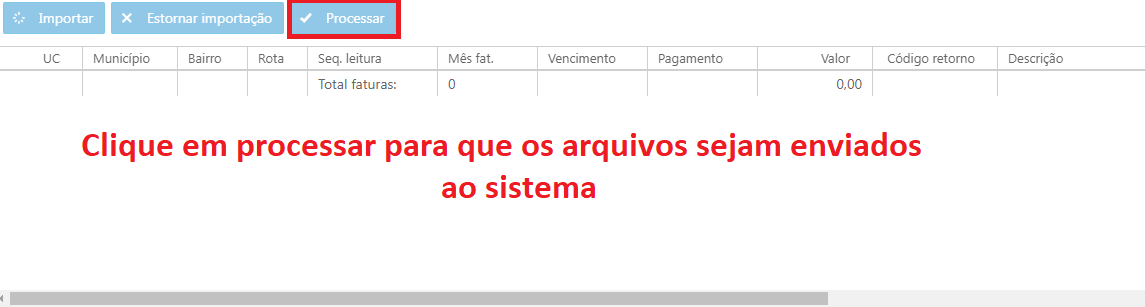 Importar Estornar importação Processar
UC Município Bairro Rota Seq. leitura Mês fat. Vencimento Pagamento Valor Código retorno Descrição
Total faturas: 0 0,00
Clique em processar para que os arquivos sejam enviados
ao sistema